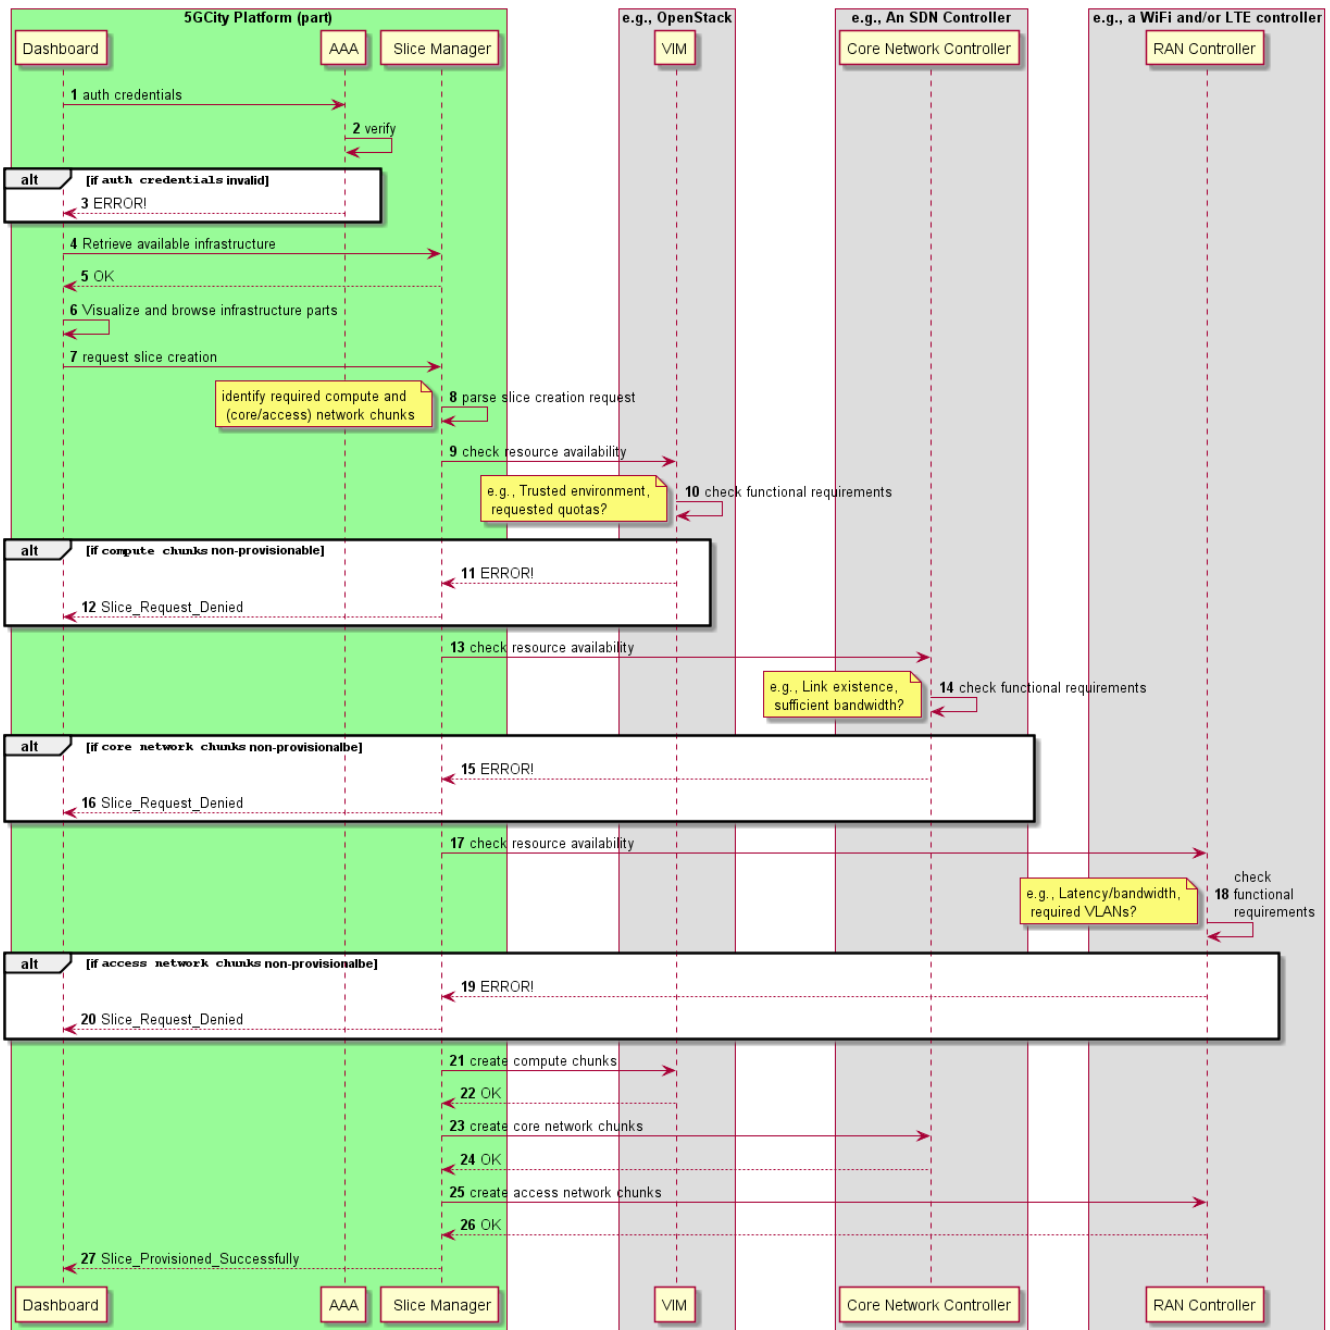 5GCity Platform (part)
e.g., OpenStack
e.g., An SDN Controller
e.g., a WiFi and/or LTE controller
Dashboard
AAA
Slice Manager
VIM
Core Network Controller
RAN Controller
1 auth credentials
2 verify
alt [if auth credentials invalid]
3 ERROR!
4 Retrieve available infrastructure
5 OK
6 Visualize and browse infrastructure parts
7 request slice creation
identify required compute and
(core/access) network chunks
8 parse slice creation request
9 check resource availability
e.g., Trusted environment,
requested quotas?
10 check functional requirements
alt [if compute chunks non-provisionable]
11 ERROR!
12 Slice_Request_Denied
13 check resource availability
e.g., Link existence,
sufficient bandwidth?
14 check functional requirements
alt [if core network chunks non-provisionalbe]
15 ERROR!
16 Slice_Request_Denied
17 check resource availability
e.g., Latency/bandwidth,
required VLANs?
check
18 functional
requirements
alt [if access network chunks non-provisionalbe]
19 ERROR!
20 Slice_Request_Denied
21 create compute chunks
22 OK
23 create core network chunks
24 OK
25 create access network chunks
26 OK
27 Slice_Provisioned_Successfully
Dashboard
AAA
Slice Manager
VIM
Core Network Controller
RAN Controller